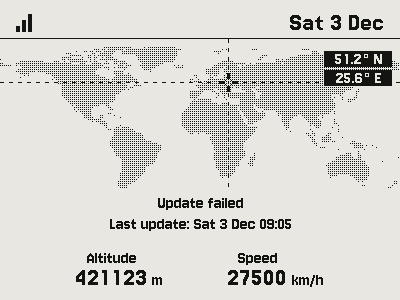 Sat 3 Dec
51.2° N
25.6° E
Update failed
Last update: Sat 3 Dec 09:05
Altitude
421123 m
Speed
27500 km/h